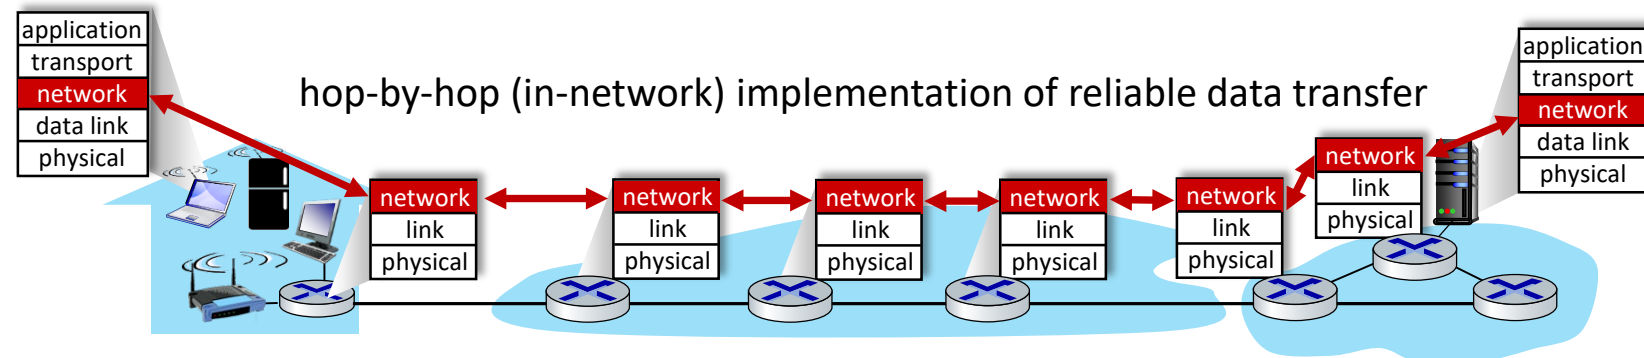 application
transport
network
data link
physical
hop-by-hop (in-network) implementation of reliable data transfer
network
link
physical
network
link
physical
network
link
physical
network
link
physical
network
link
physical
network
link
physical
application
transport
network
data link
physical